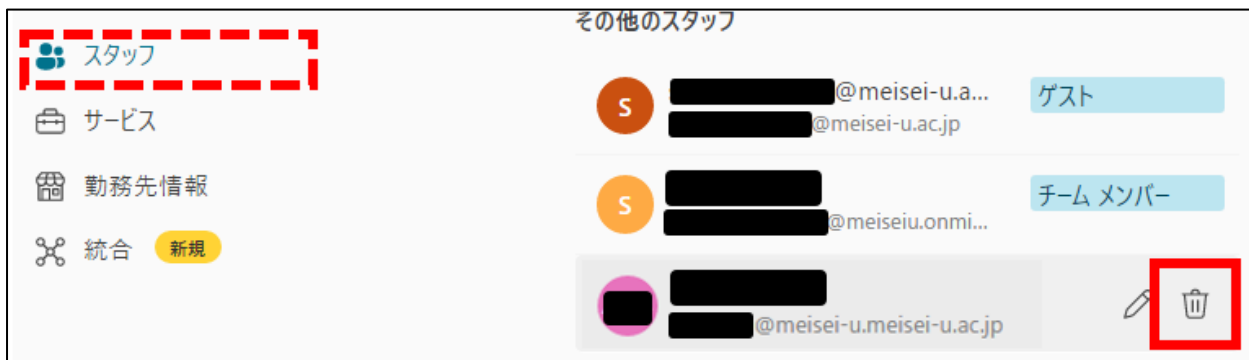 スタッフ
サービス
勤務先情報
統合 新規
その他のスタッフ
S
@meisei-u.a...
ゲスト
@meisei-u.ac.jp
S
チーム メンバー
@meiseiu.onmi...
@meisei-u.meisei-u.ac.jp